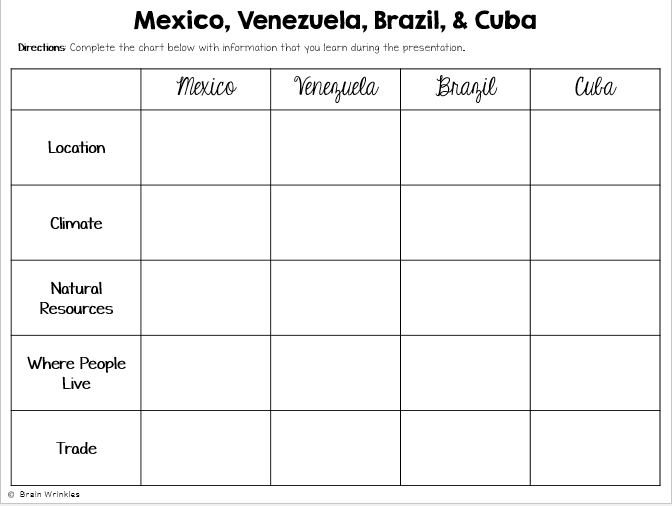 Mexico, Venezuela, Brazil, & Cuba
Directions: Complete the chart below with information that you learn during the presentation.
Mexico Venezuela Brazil Cuba
Location
Climate
Natural
Resources
Where People
Live
Trade
© Brain Wrinkles